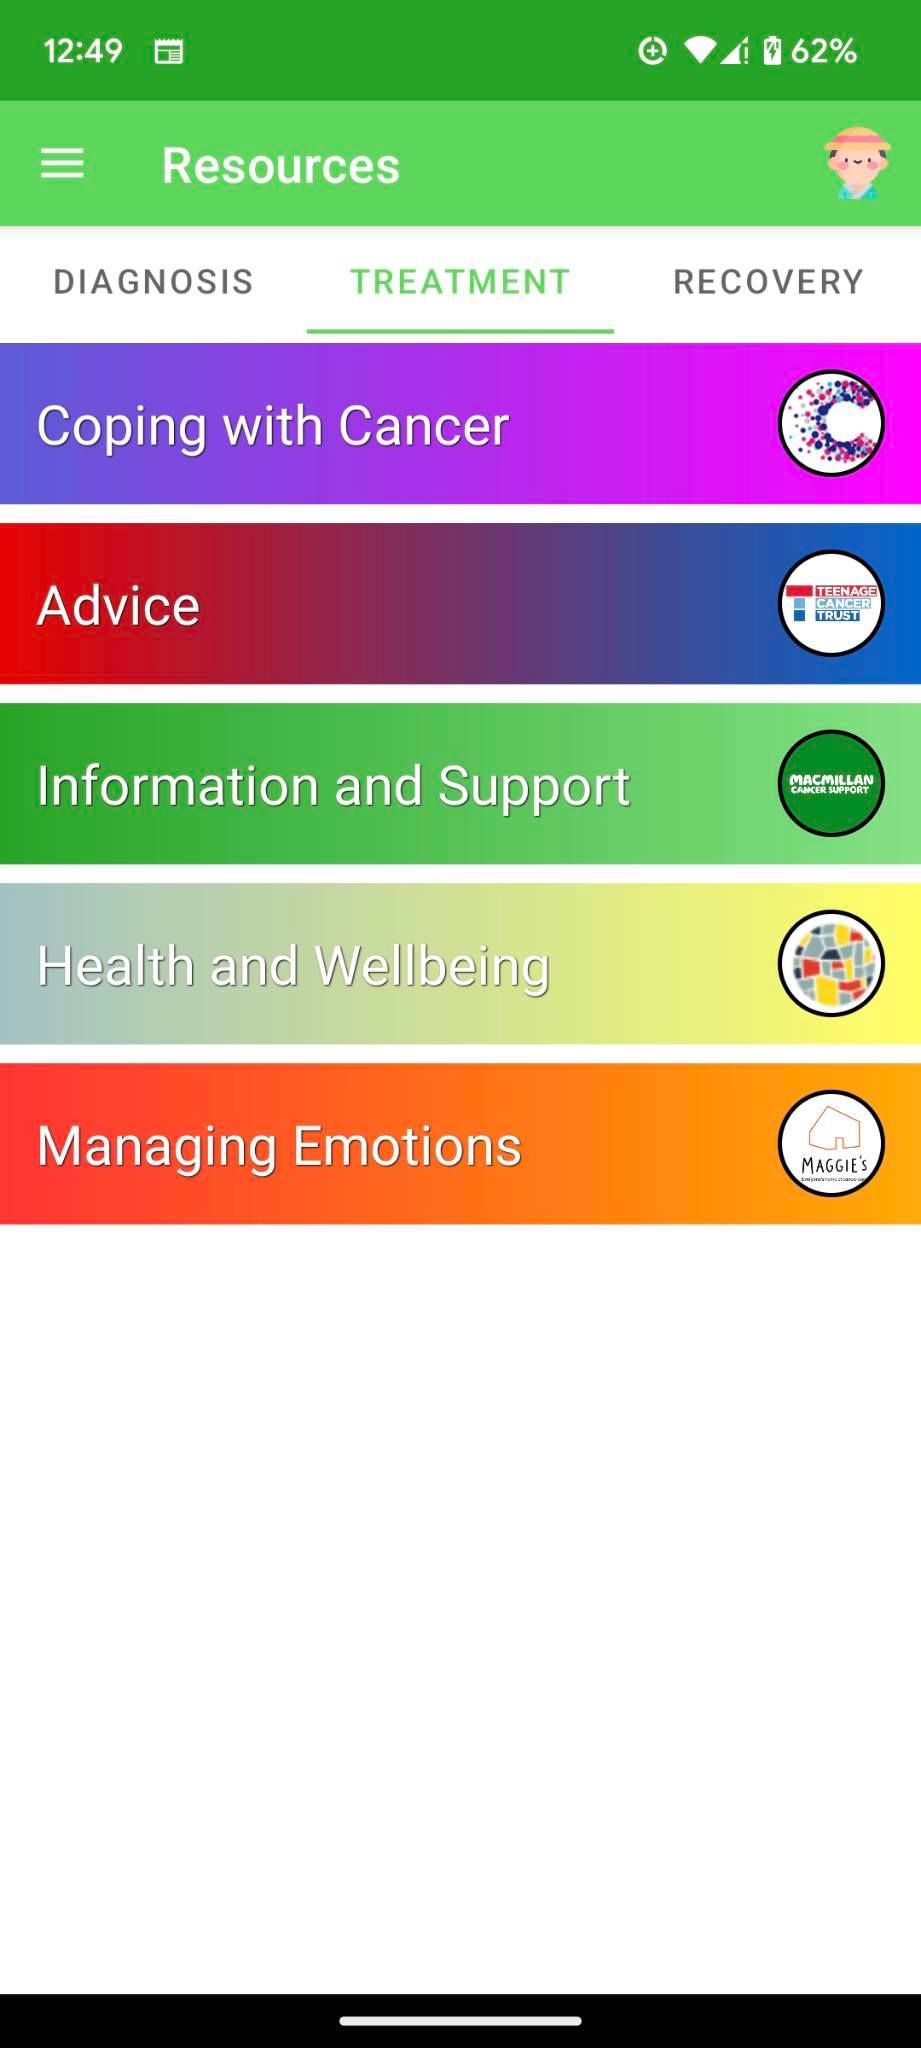 12:49 62%
Resources
DIAGNOSIS TREATMENT RECOVERY
Coping with Cancer
Advice
TEENAGE
CANCER
TRUST
Information and Support
MACMILLAN
CANCER SUPPORT
Health and Wellbeing
Managing Emotions
MAGGIE'S